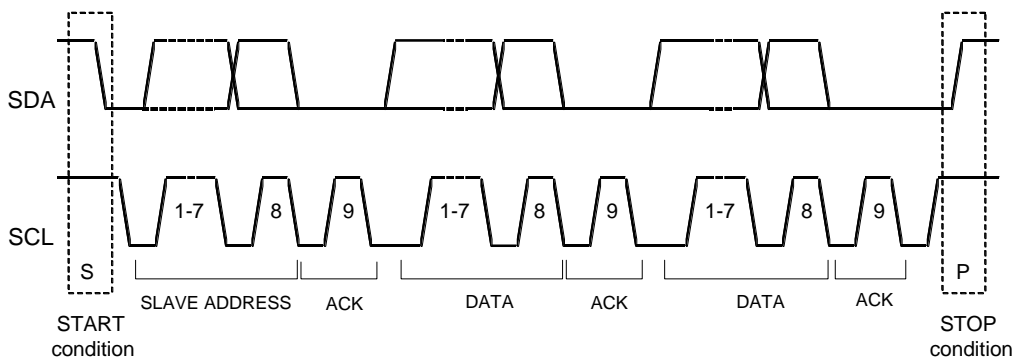 SDA
SCL
1-7 8 9 1-7 8 9 1-7 8 9
S P
SLAVE ADDRESS ACK DATA ACK DATA ACK
START
condition
STOP
condition